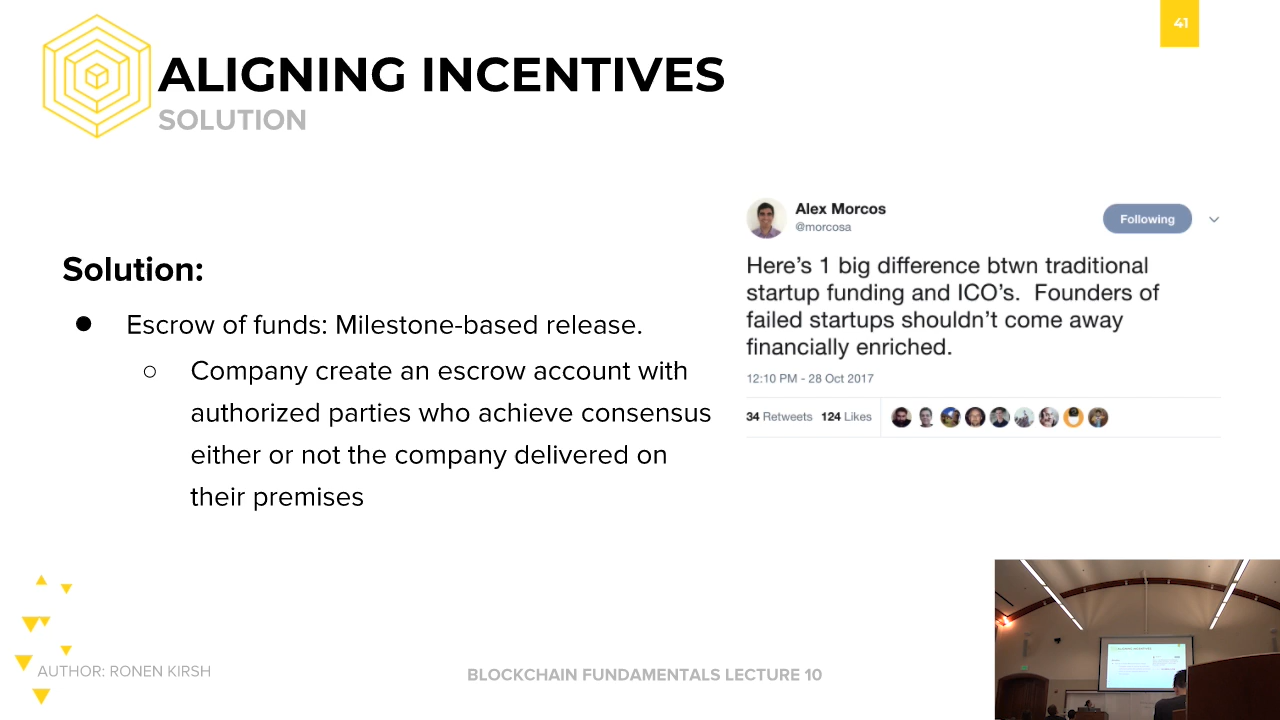 41
ALIGNING INCENTIVES
SOLUTION
Solution:
● Escrow of funds: Milestone-based release.
○ Company create an escrow account with
authorized parties who achieve consensus
either or not the company delivered on
their premises
Alex Morcos
@morcosa
Following
Here's 1 big difference btwn traditional
startup funding and ICO's. Founders of
failed startups shouldn't come away
financially enriched.
12:10 PM - 28 Oct 2017
34 Retweets 124 Likes
AUTHOR: RONEN KIRSH
BLOCKCHAIN FUNDAMENTALS LECTURE 10
ALIGNING INCENTIVES